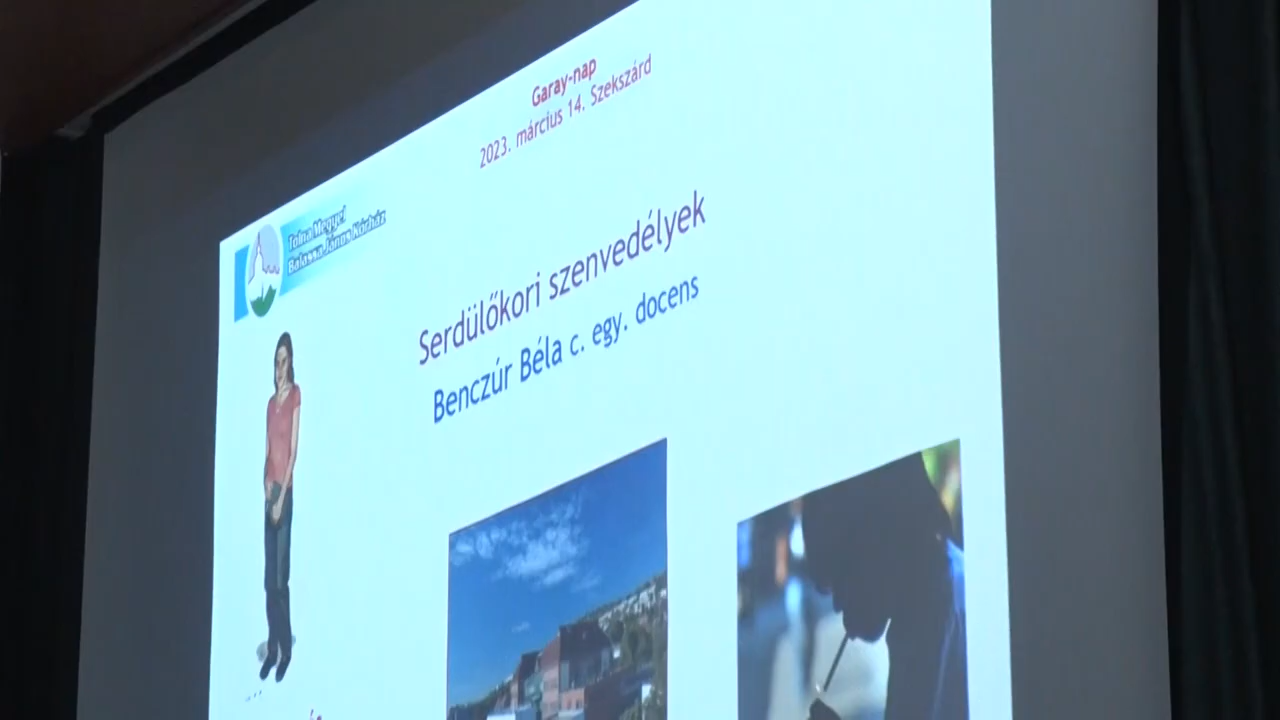 Garay-nap
2023. március 14. Szekszárd
Tolna Megyei
Balassa János Kórház
Serdülőkori szenvedélyek
Benczúr Béla c. egy. docens